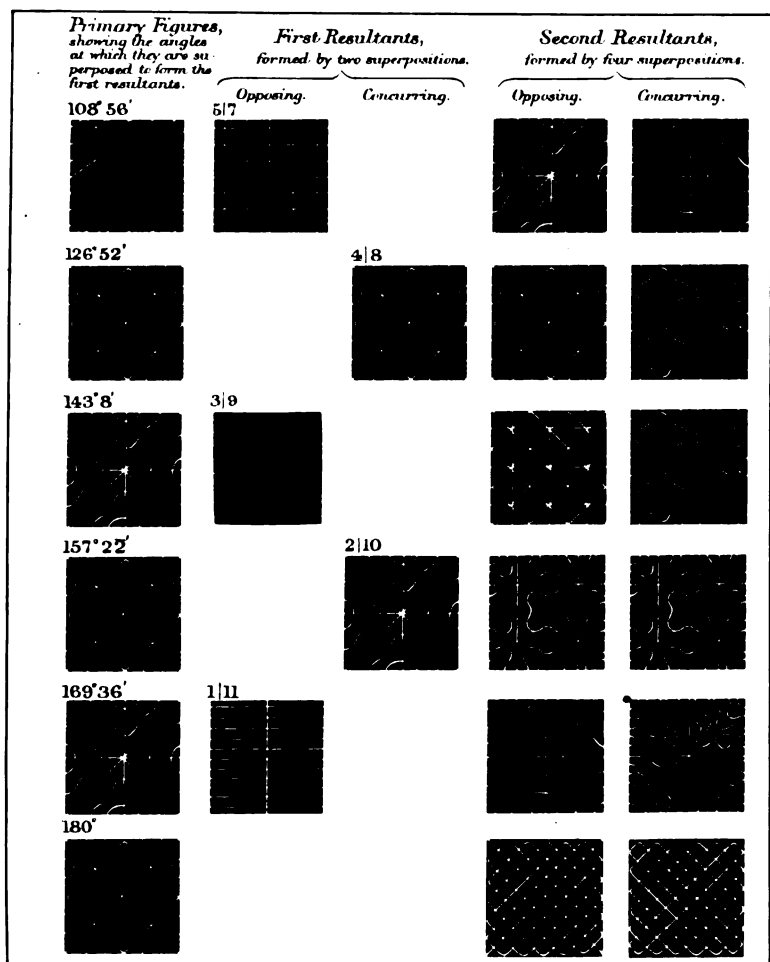 Primary Figures,
showing the angles
at which they are su-
perposed to form the
first resultants.
First Resultants,
formed by two superpositions.
Opposing. Concurring.
Second Resultants,
formed by four superpositions.
Opposing. Concurring.
108° 56′ 5|7
126° 52′ 4|8
143° 8′ 3|9
157° 22′ 2|10
169° 36′ 1|11
180°